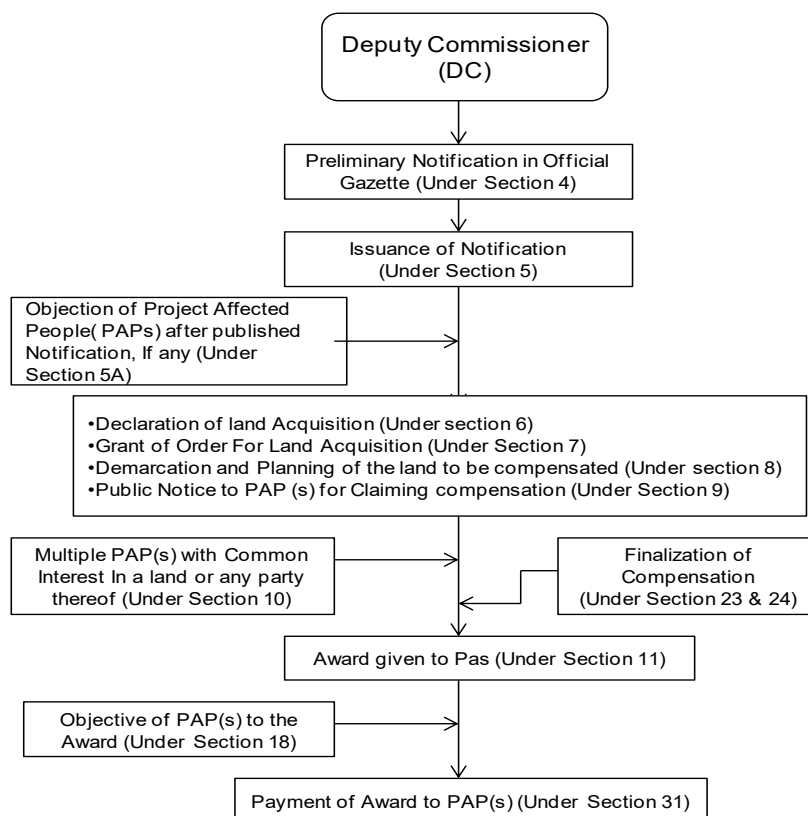 Deputy Commissioner
(DC)
Preliminary Notification in Official
Gazette (Under Section 4)
Issuance of Notification
(Under Section 5)
Objection of Project Affected
People( PAPs) after published
Notification, If any (Under
Section 5A)
•Declaration of land Acquisition (Under section 6)
•Grant of Order For Land Acquisition (Under Section 7)
•Demarcation and Planning of the land to be compensated (Under section 8)
•Public Notice to PAP (s) for Claiming compensation (Under Section 9)
Multiple PAP(s) with Common
Interest In a land or any party
thereof (Under Section 10)
Finalization of
Compensation
(Under Section 23 & 24)
Award given to Pas (Under Section 11)
Objective of PAP(s) to the
Award (Under Section 18)
Payment of Award to PAP(s) (Under Section 31)